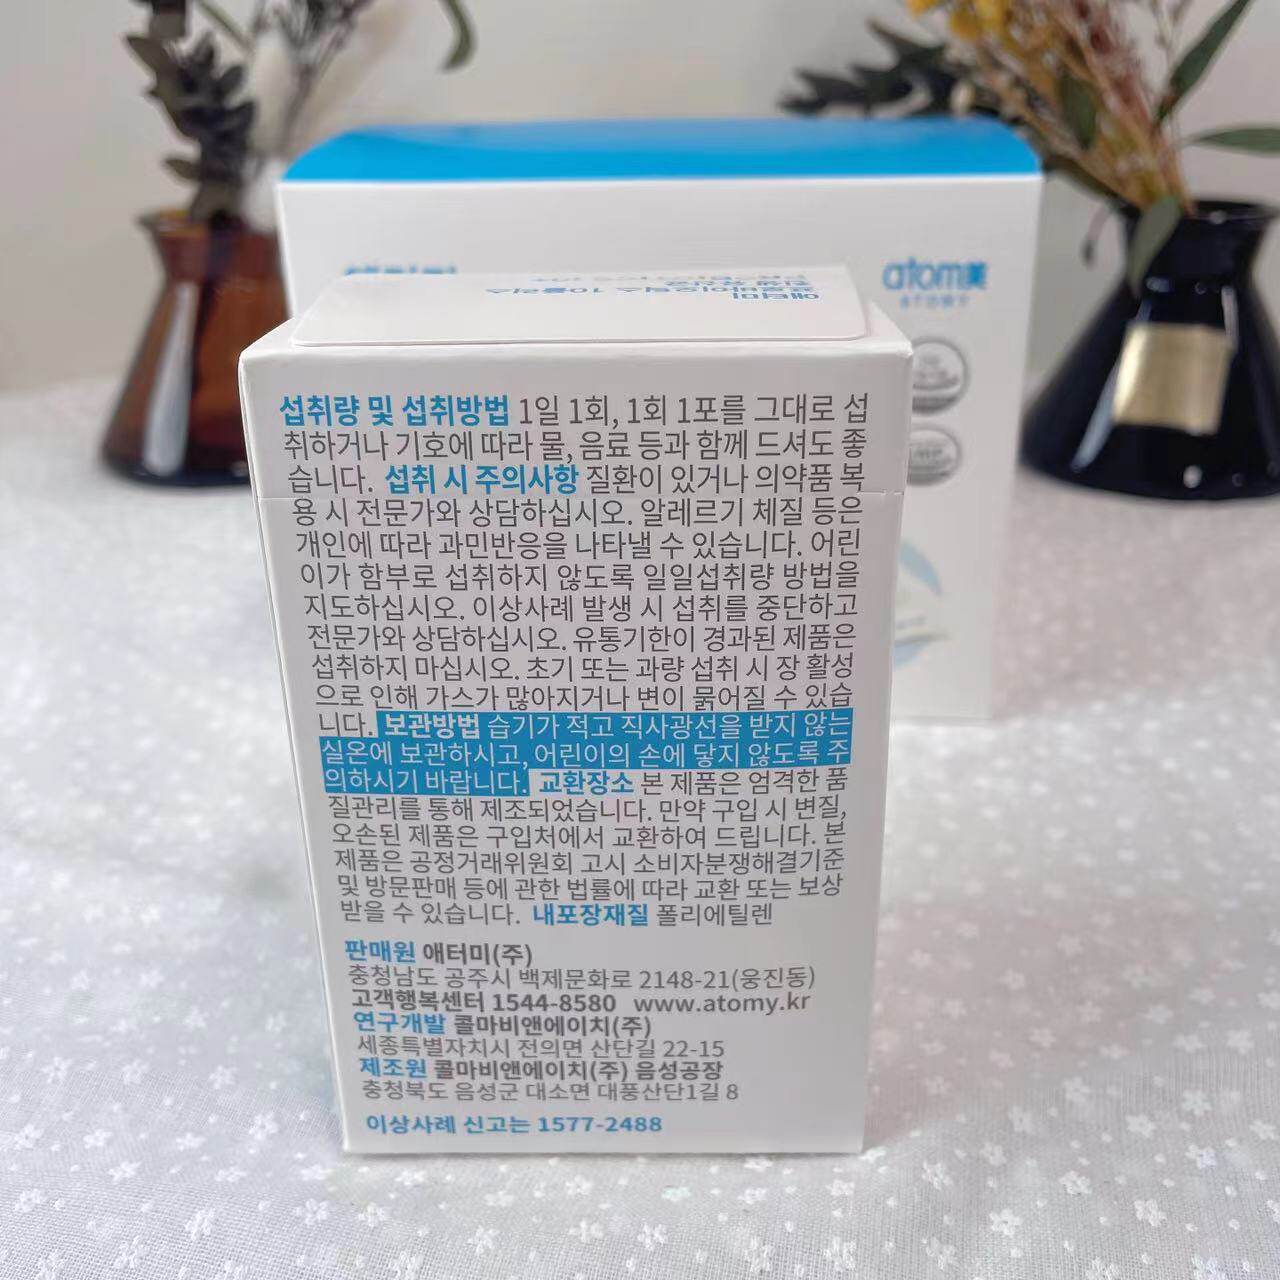 atom美
ATOMY
애터미
프로바이오틱스 10플러스
섭취량 및 섭취방법 1일 1회, 1회 1포를 그대로 섭
취하거나 기호에 따라 물, 음료 등과 함께 드셔도 좋
습니다. 섭취 시 주의사항 질환이 있거나 의약품 복
용 시 전문가와 상담하십시오. 알레르기 체질 등은
개인에 따라 과민반응을 나타낼 수 있습니다. 어린
이가 함부로 섭취하지 않도록 일일섭취량 방법을
지도하십시오. 이상사례 발생 시 섭취를 중단하고
전문가와 상담하십시오. 유통기한이 경과된 제품은
섭취하지 마십시오. 초기 또는 과량 섭취 시 장 활성
으로 인해 가스가 많아지거나 변이 묽어질 수 있습
니다. 보관방법 습기가 적고 직사광선을 받지 않는
실온에 보관하시고, 어린이의 손에 닿지 않도록 주
의하시기 바랍니다. 교환장소 본 제품은 엄격한 품
질관리를 통해 제조되었습니다. 만약 구입 시 변질,
오손된 제품은 구입처에서 교환하여 드립니다. 본
제품은 공정거래위원회 고시 소비자분쟁해결기준
및 방문판매 등에 관한 법률에 따라 교환 또는 보상
받을 수 있습니다. 내포장재질 폴리에틸렌
판매원 애터미(주)
충청남도 공주시 백제문화로 2148-21(웅진동)
고객행복센터 1544-8580 www.atomy.kr
연구개발 콜마비앤에이치(주)
세종특별자치시 전의면 산단길 22-15
제조원 콜마비앤에이치(주) 음성공장
충청북도 음성군 대소면 대풍산단1길 8
이상사례 신고는 1577-2488